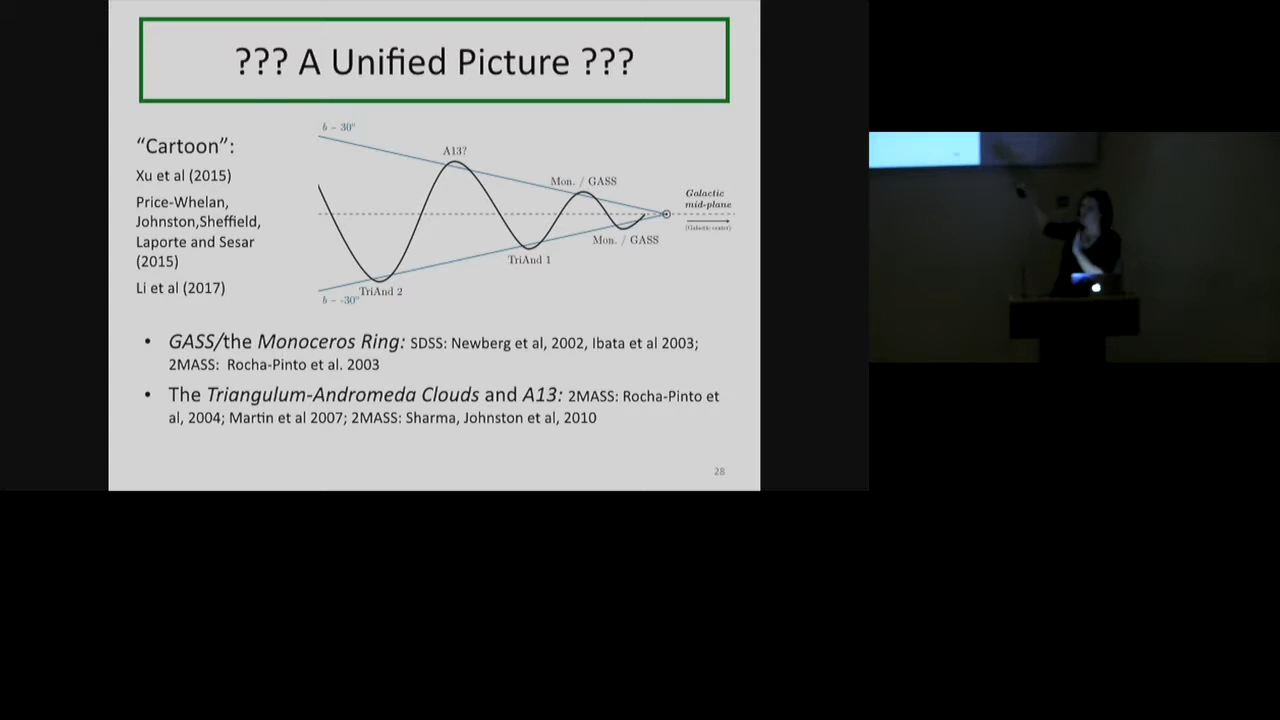 ??? A Unified Picture ???
“Cartoon”:
Xu et al (2015)
Price-Whelan,
Johnston,Sheffield,
Laporte and Sesar
(2015)
Li et al (2017)
b ~ 30°
A13?
Mon. / GASS
Galactic
mid-plane
(Galactic center)
Mon. / GASS
TriAnd 1
TriAnd 2
b ~ -30°
• GASS/the Monoceros Ring: SDSS: Newberg et al, 2002, Ibata et al 2003;
2MASS: Rocha-Pinto et al. 2003
• The Triangulum-Andromeda Clouds and A13: 2MASS: Rocha-Pinto et
al, 2004; Martin et al 2007; 2MASS: Sharma, Johnston et al, 2010
28